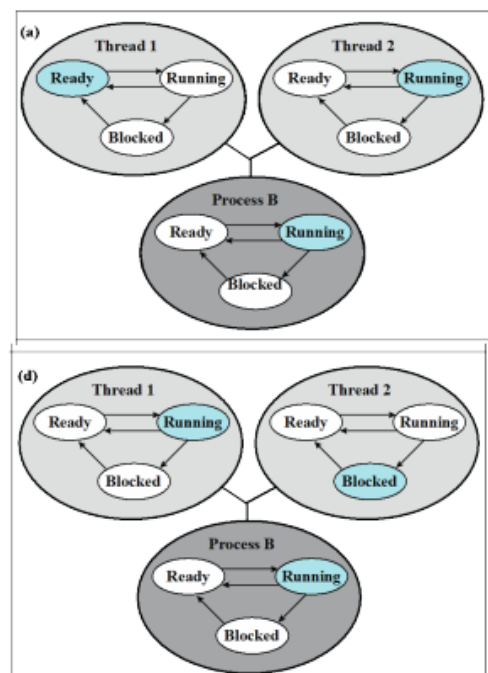 (a)
Thread 1
Thread 2
Ready Running
Ready Running
Blocked
Blocked
Process B
Ready Running
Blocked
(d)
Thread 1
Thread 2
Ready Running
Ready Running
Blocked
Blocked
Process B
Ready Running
Blocked